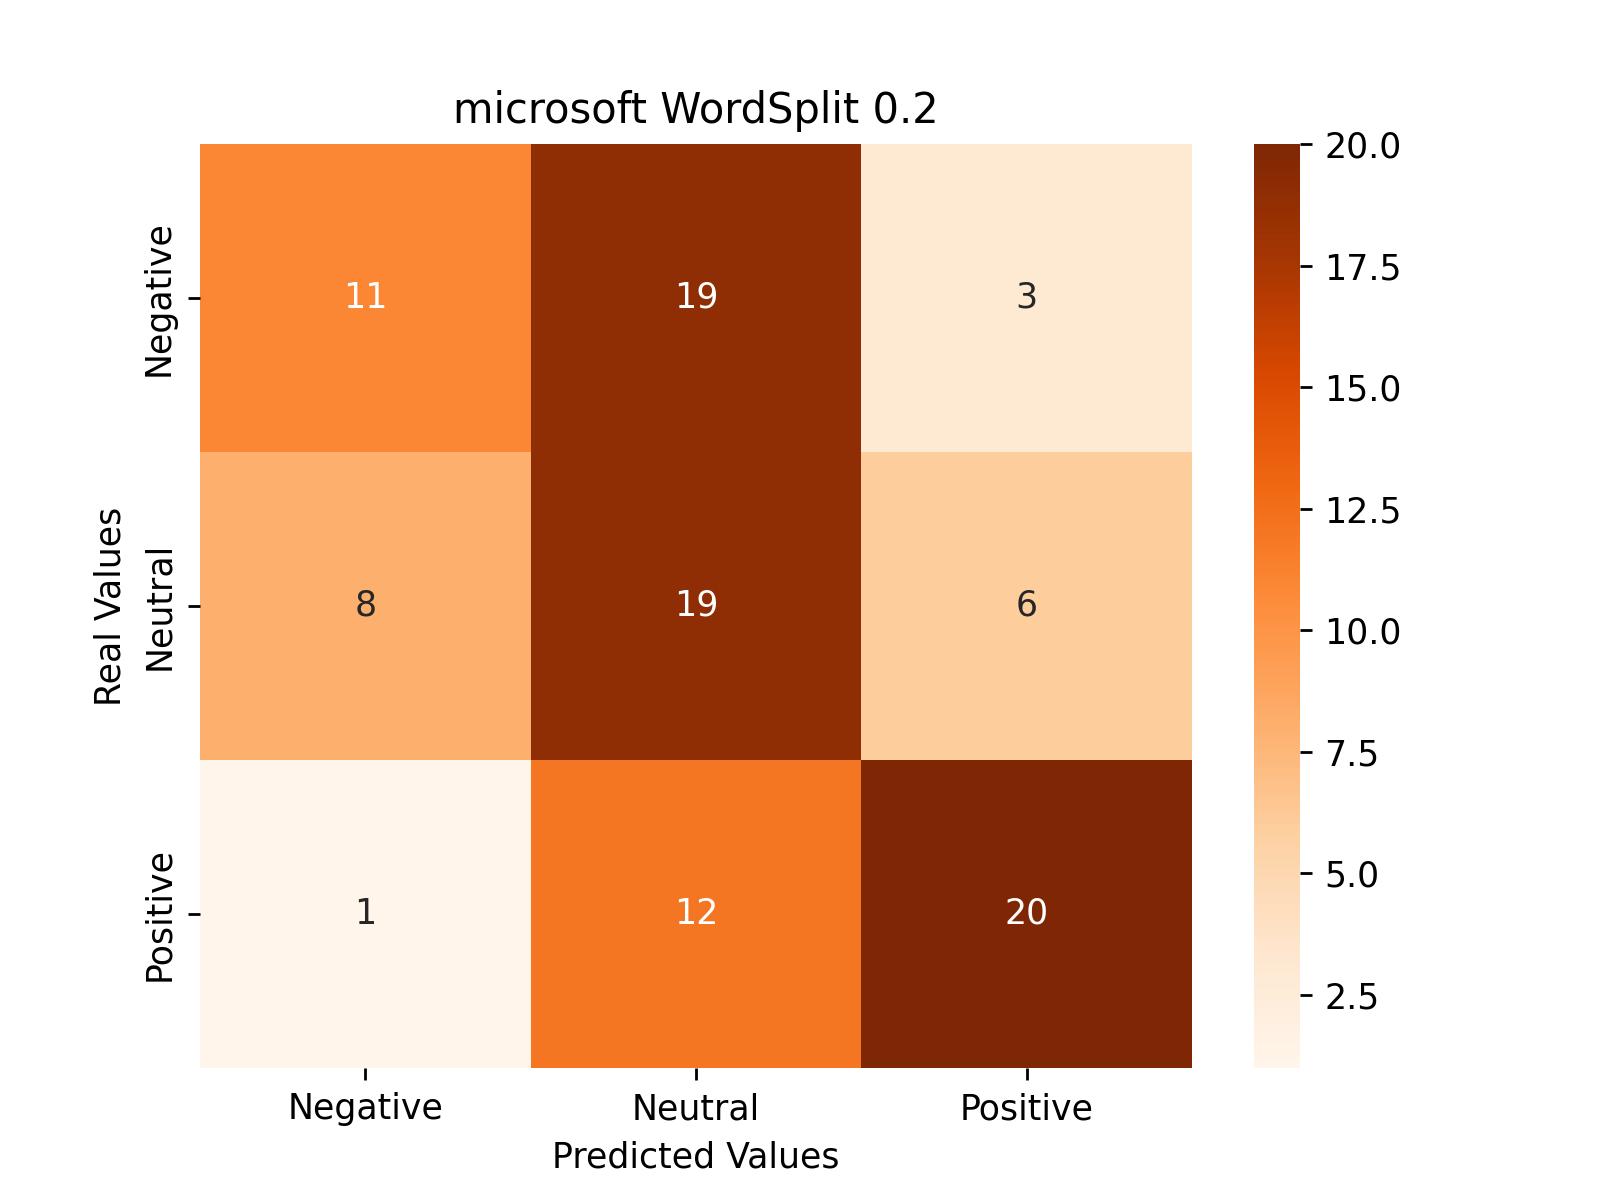 microsoft WordSplit 0.2
Real Values
Negative
11 19 3
Neutral
8 19 6
Positive
1 12 20
Negative Neutral Positive
Predicted Values
20.0
17.5
15.0
12.5
10.0
7.5
5.0
2.5